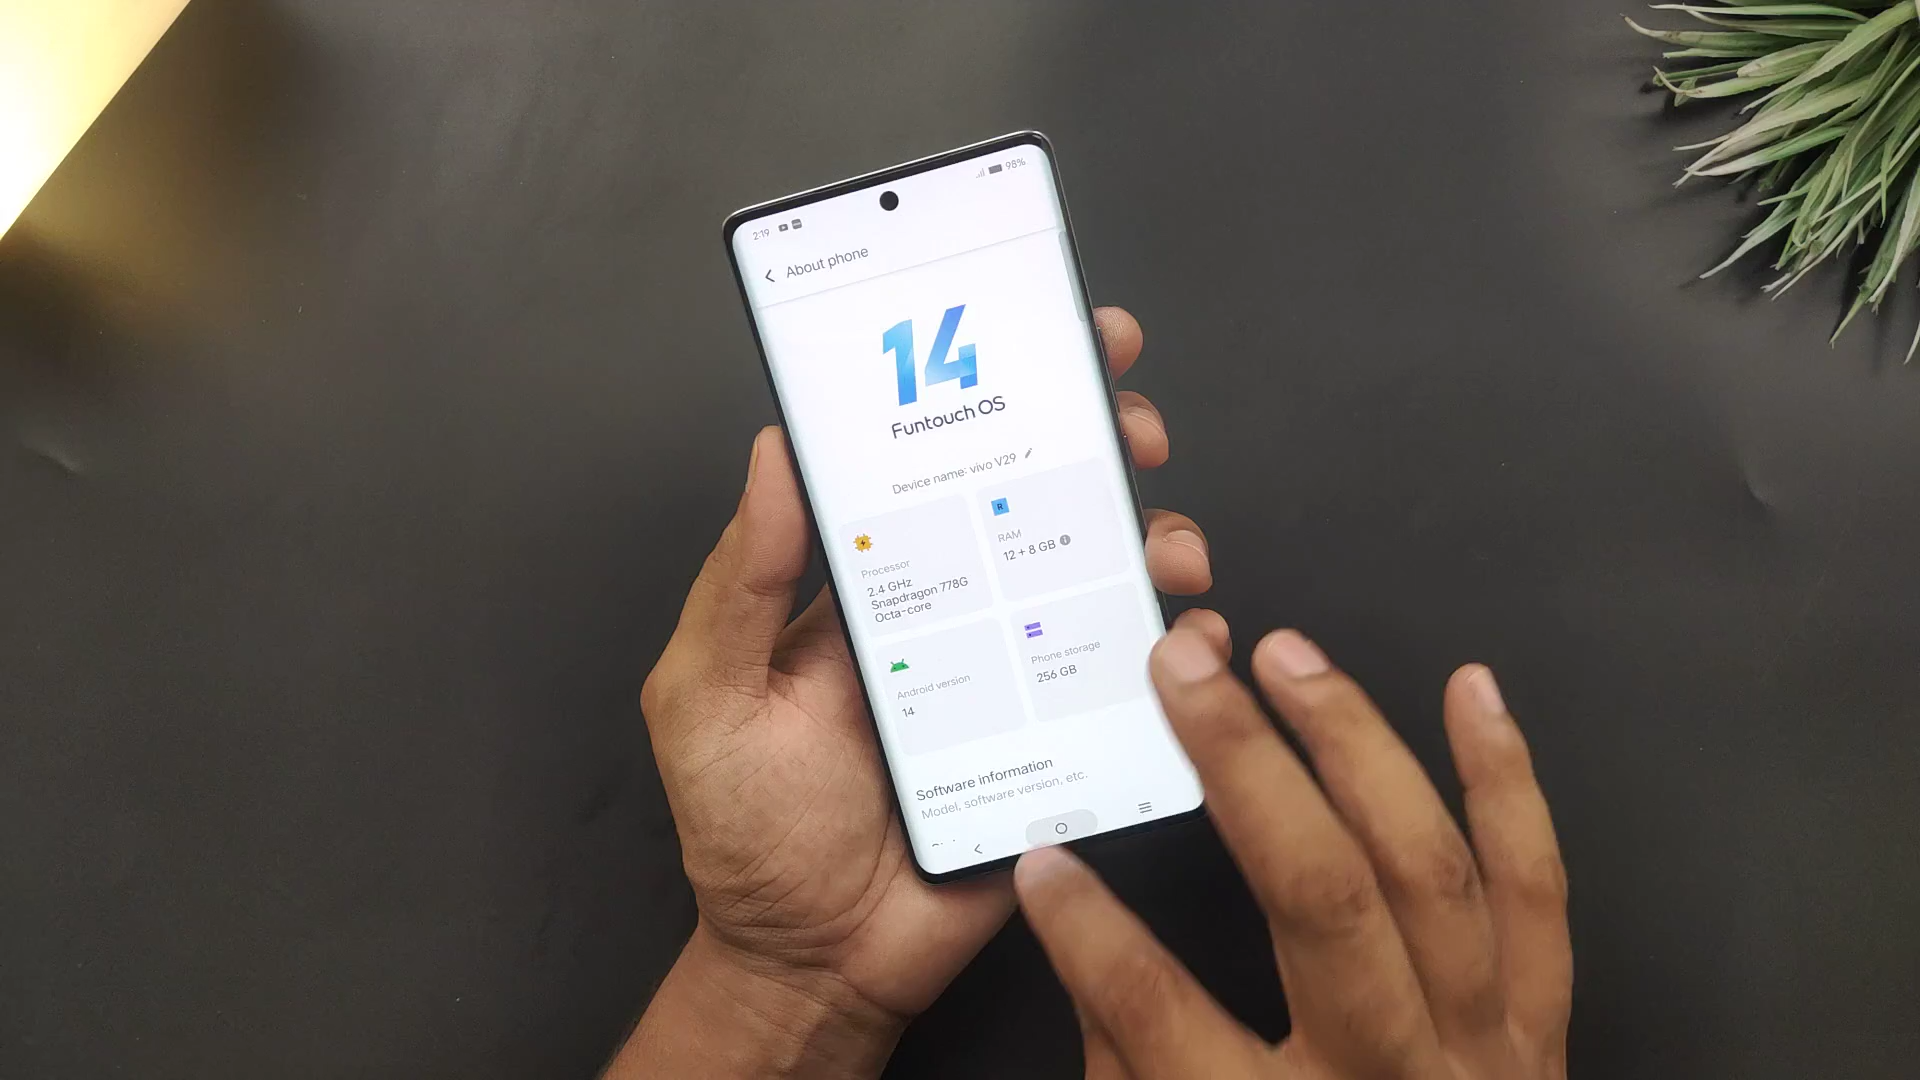 2:19
98%
About phone
14
Funtouch OS
Device name: vivo V29
R
Processor
2.4 GHz
Snapdragon 778G
Octa-core
RAM
12 + 8 GB
Android version
14
Phone storage
256 GB
Software information
Model, software version, etc.